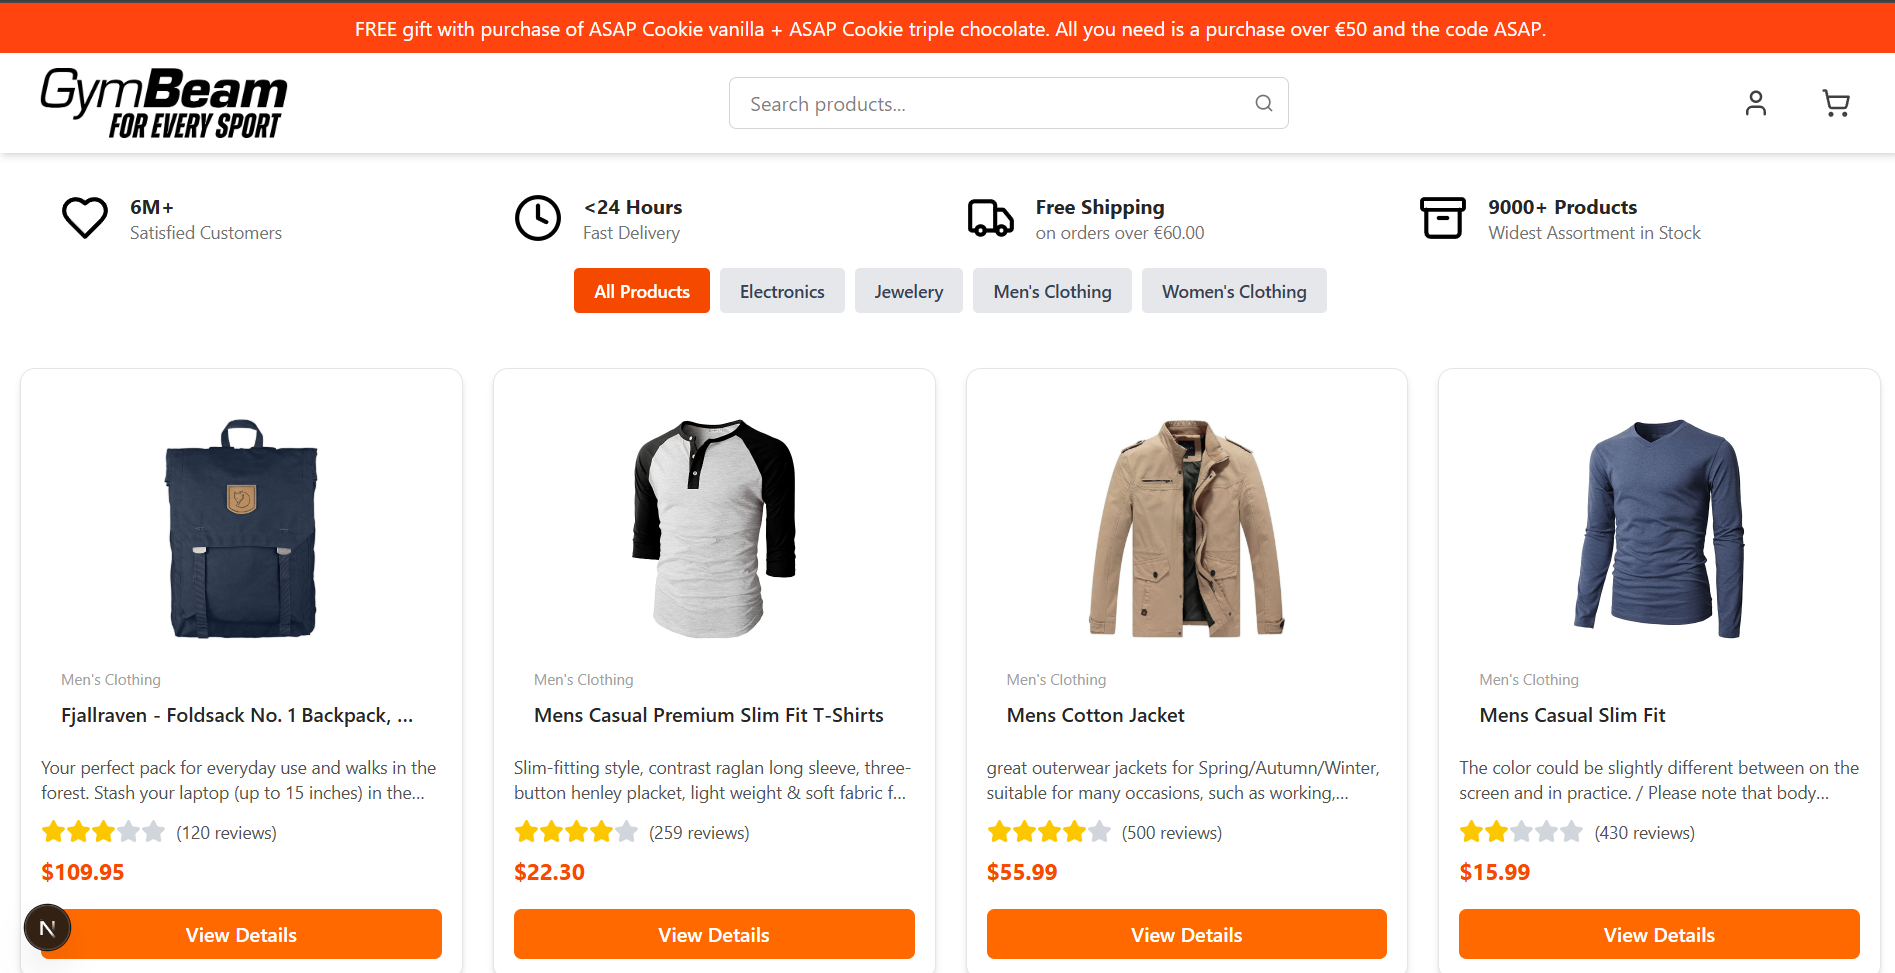 FREE gift with purchase of ASAP Cookie vanilla + ASAP Cookie triple chocolate. All you need is a purchase over €50 and the code ASAP.
GymBeam
FOR EVERY SPORT
Search products...
6M+
Satisfied Customers
<24 Hours
Fast Delivery
Free Shipping
on orders over €60.00
9000+ Products
Widest Assortment in Stock
All Products
Electronics
Jewelery
Men's Clothing
Women's Clothing
Men's Clothing
Fjallraven - Foldsack No. 1 Backpack, ...
Your perfect pack for everyday use and walks in the
forest. Stash your laptop (up to 15 inches) in the...
(120 reviews)
$109.95
View Details
Men's Clothing
Mens Casual Premium Slim Fit T-Shirts
Slim-fitting style, contrast raglan long sleeve, three-
button henley placket, light weight & soft fabric f...
(259 reviews)
$22.30
View Details
Men's Clothing
Mens Cotton Jacket
great outerwear jackets for Spring/Autumn/Winter,
suitable for many occasions, such as working,...
(500 reviews)
$55.99
View Details
Men's Clothing
Mens Casual Slim Fit
The color could be slightly different between on the
screen and in practice. / Please note that body...
(430 reviews)
$15.99
View Details
N